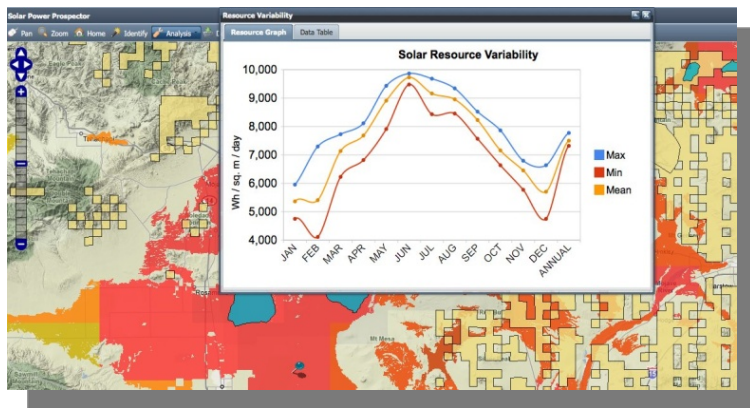 Solar Power Prospector
Pan Zoom Home Identify Analysis
Resource Variability
Resource Graph Data Table
Solar Resource Variability
Wh / sq. m / day
10,000
9,000
8,000
7,000
6,000
5,000
4,000
JAN FEB MAR APR MAY JUN JUL AUG SEP OCT NOV DEC ANNUAL
Max
Min
Mean
Mt Mesa